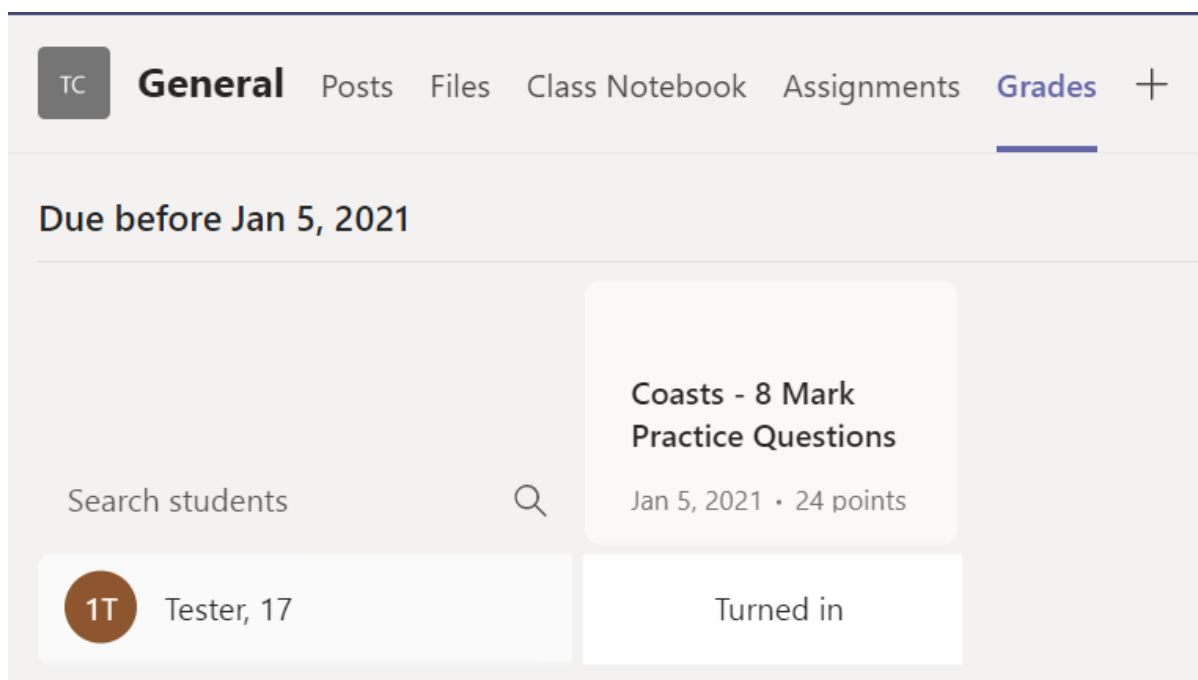 TC General Posts Files Class Notebook Assignments Grades +
Due before Jan 5, 2021
Coasts - 8 Mark
Practice Questions
Search students
Jan 5, 2021 • 24 points
1T Tester, 17
Turned in